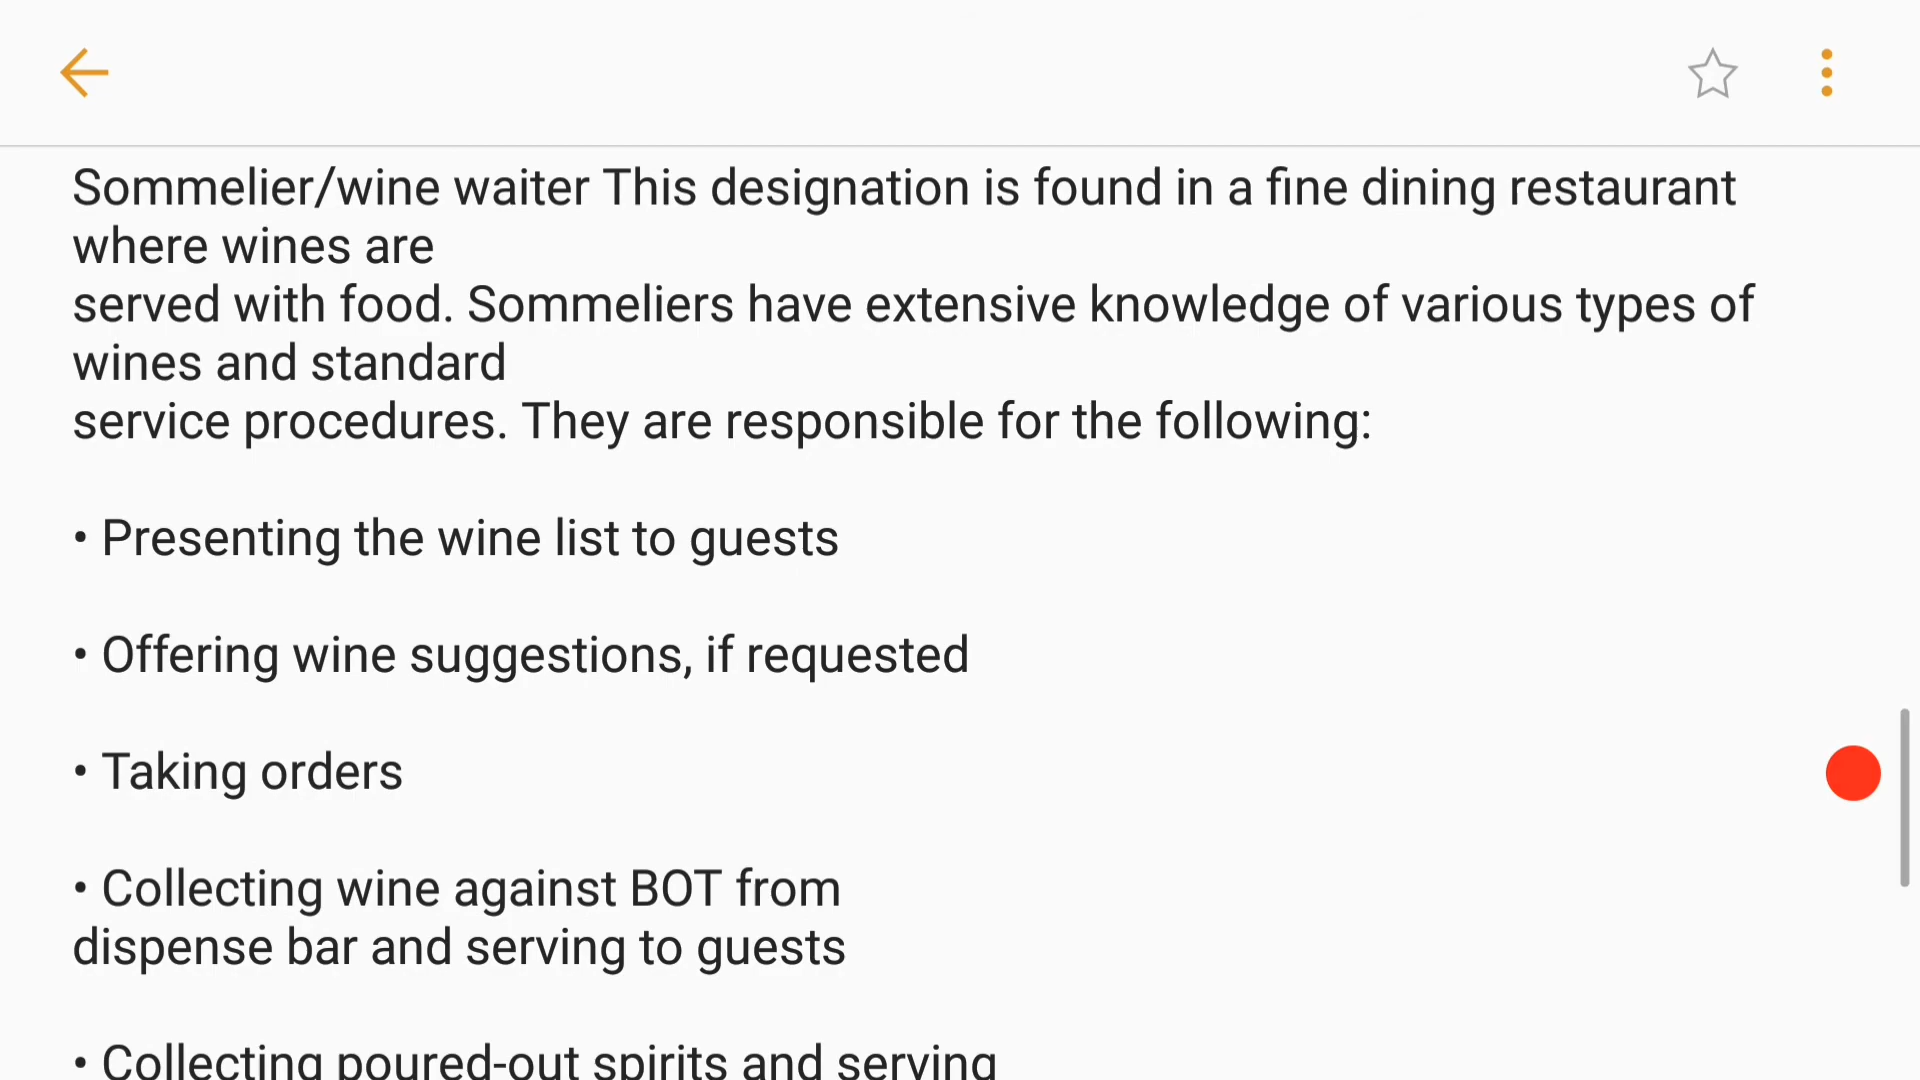 Sommelier/wine waiter This designation is found in a fine dining restaurant
where wines are
served with food. Sommeliers have extensive knowledge of various types of
wines and standard
service procedures. They are responsible for the following:
• Presenting the wine list to guests
• Offering wine suggestions, if requested
• Taking orders
• Collecting wine against BOT from
dispense bar and serving to guests
• Collecting poured-out spirits and serving